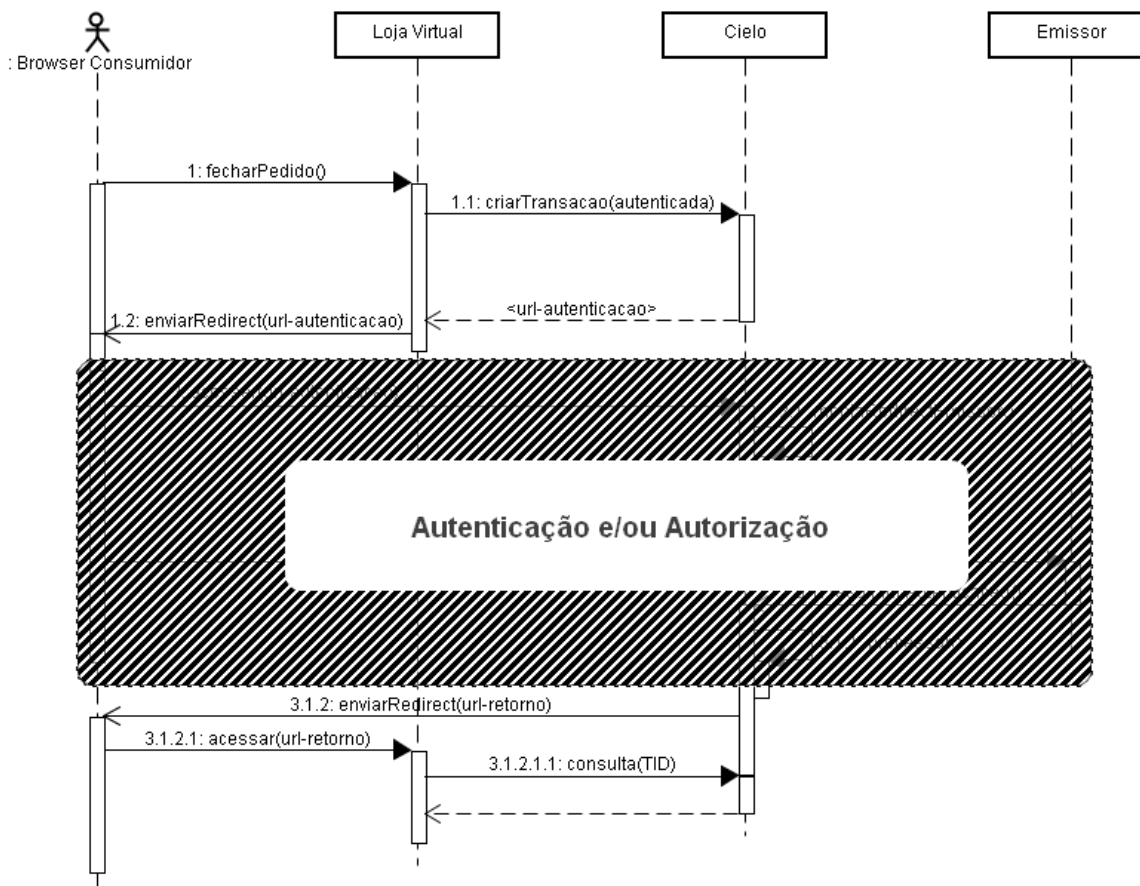 Loja Virtual
Cielo
Emissor
: Browser Consumidor
1: fecharPedido()
1.1: criarTransacao(autenticada)
<url-autenticacao>
1.2: enviarRedirect(url-autenticacao)
Autenticação e/ou Autorização
3.1.2: enviarRedirect(url-retorno)
3.1.2.1: acessar(url-retorno)
3.1.2.1.1: consulta(TID)